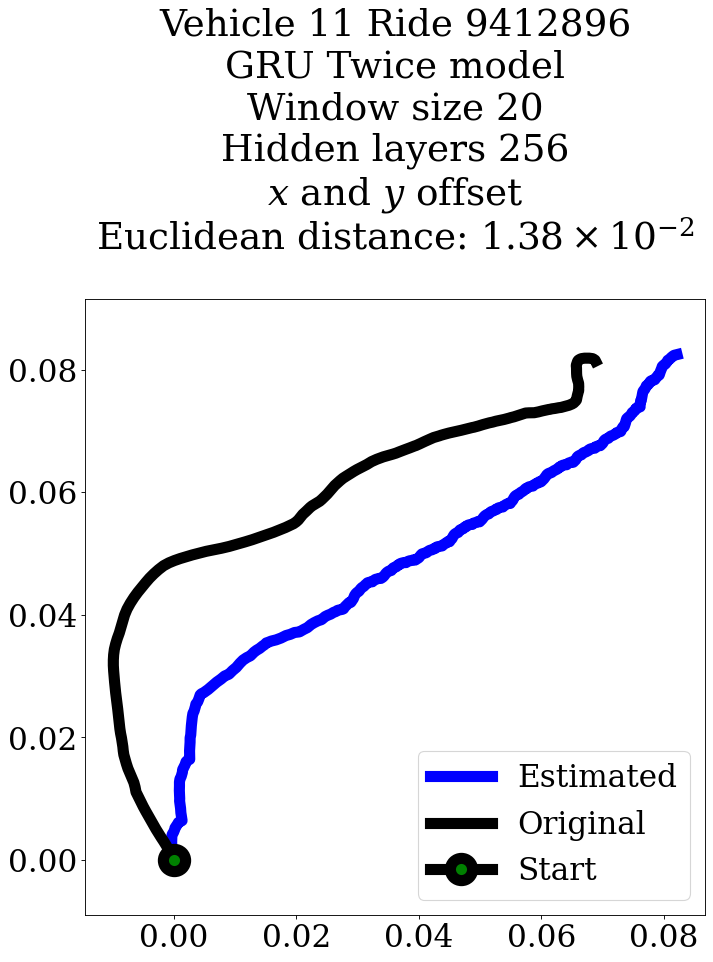 Vehicle 11 Ride 9412896
GRU Twice model
Window size 20
Hidden layers 256
x and y offset
Euclidean distance: 1.38 × 10⁻²
0.08
0.06
0.04
0.02
0.00
Estimated
Original
Start
0.00 0.02 0.04 0.06 0.08